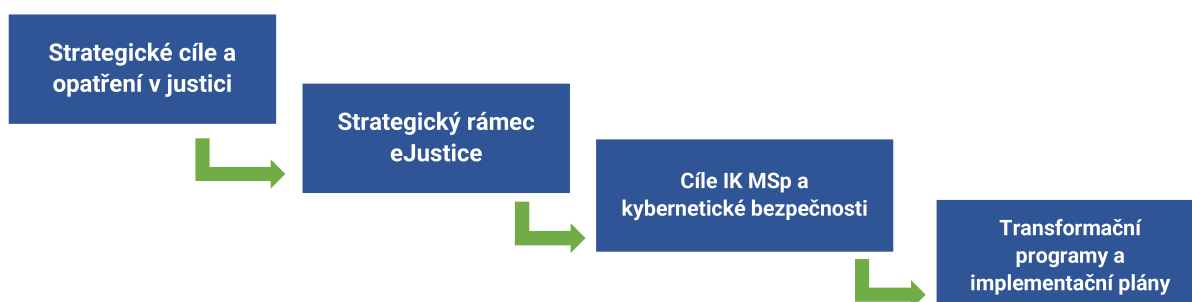 Strategické cíle a
opatření v justici
Strategický rámec
eJustice
Cíle IK MSp a
kybernetické bezpečnosti
Transformační
programy a
implementační plány